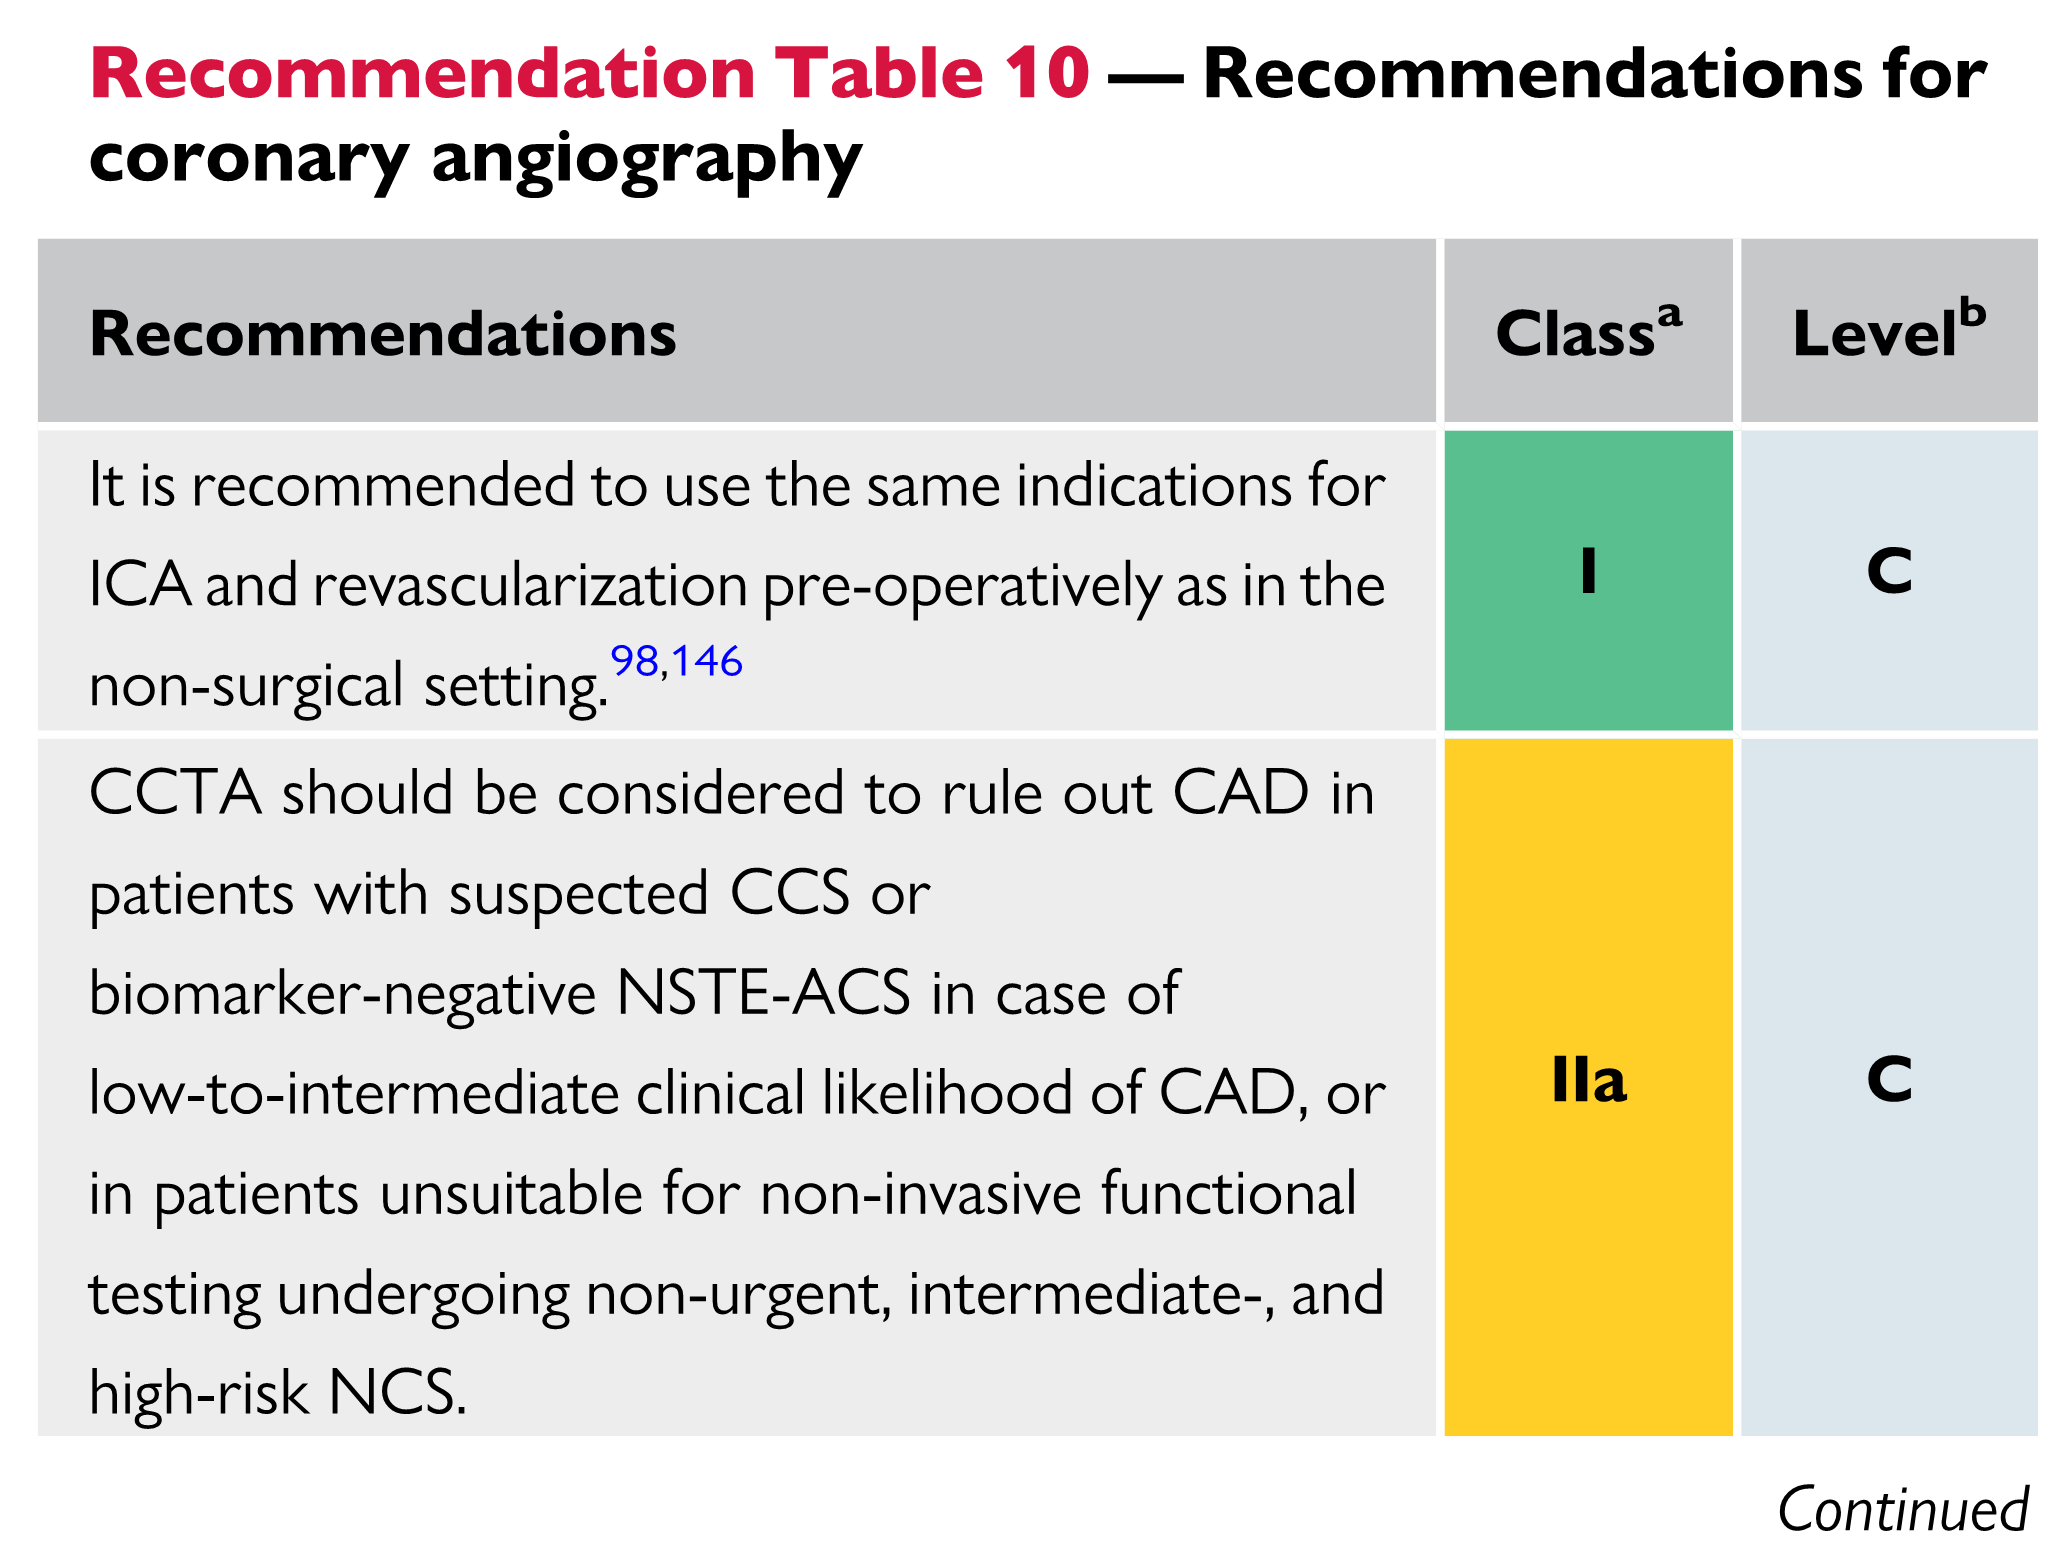 Recommendation Table 10 — Recommendations for
coronary angiography
Recommendations Classᵃ Levelᵇ
It is recommended to use the same indications for
ICA and revascularization pre-operatively as in the
non-surgical setting.98,146
I C
CCTA should be considered to rule out CAD in
patients with suspected CCS or
biomarker-negative NSTE-ACS in case of
low-to-intermediate clinical likelihood of CAD, or
in patients unsuitable for non-invasive functional
testing undergoing non-urgent, intermediate-, and
high-risk NCS.
IIa C
Continued